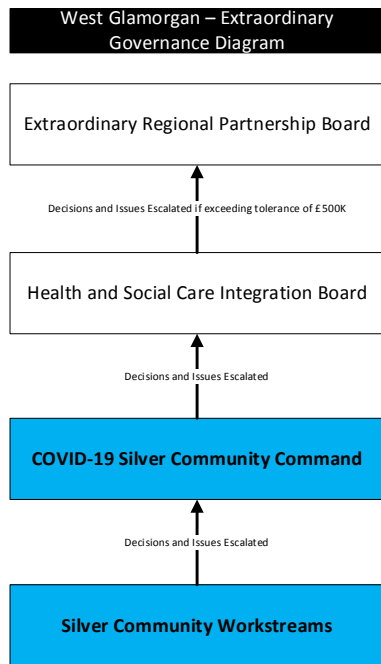 West Glamorgan – Extraordinary
Governance Diagram
Extraordinary Regional Partnership Board
Decisions and Issues Escalated if exceeding tolerance of £500K
Health and Social Care Integration Board
Decisions and Issues Escalated
COVID-19 Silver Community Command
Decisions and Issues Escalated
Silver Community Workstreams